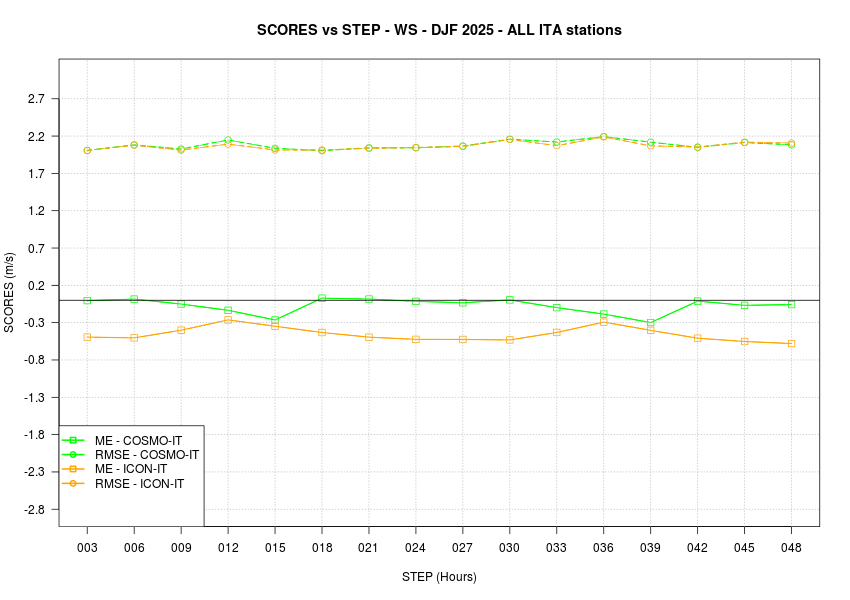 SCORES vs STEP - WS - DJF 2025 - ALL ITA stations
SCORES (m/s)
2.7
2.2
1.7
1.2
0.7
0.2
-0.3
-0.8
-1.3
-1.8
-2.3
-2.8
ME - COSMO-IT
RMSE - COSMO-IT
ME - ICON-IT
RMSE - ICON-IT
003 006 009 012 015 018 021 024 027 030 033 036 039 042 045 048
STEP (Hours)